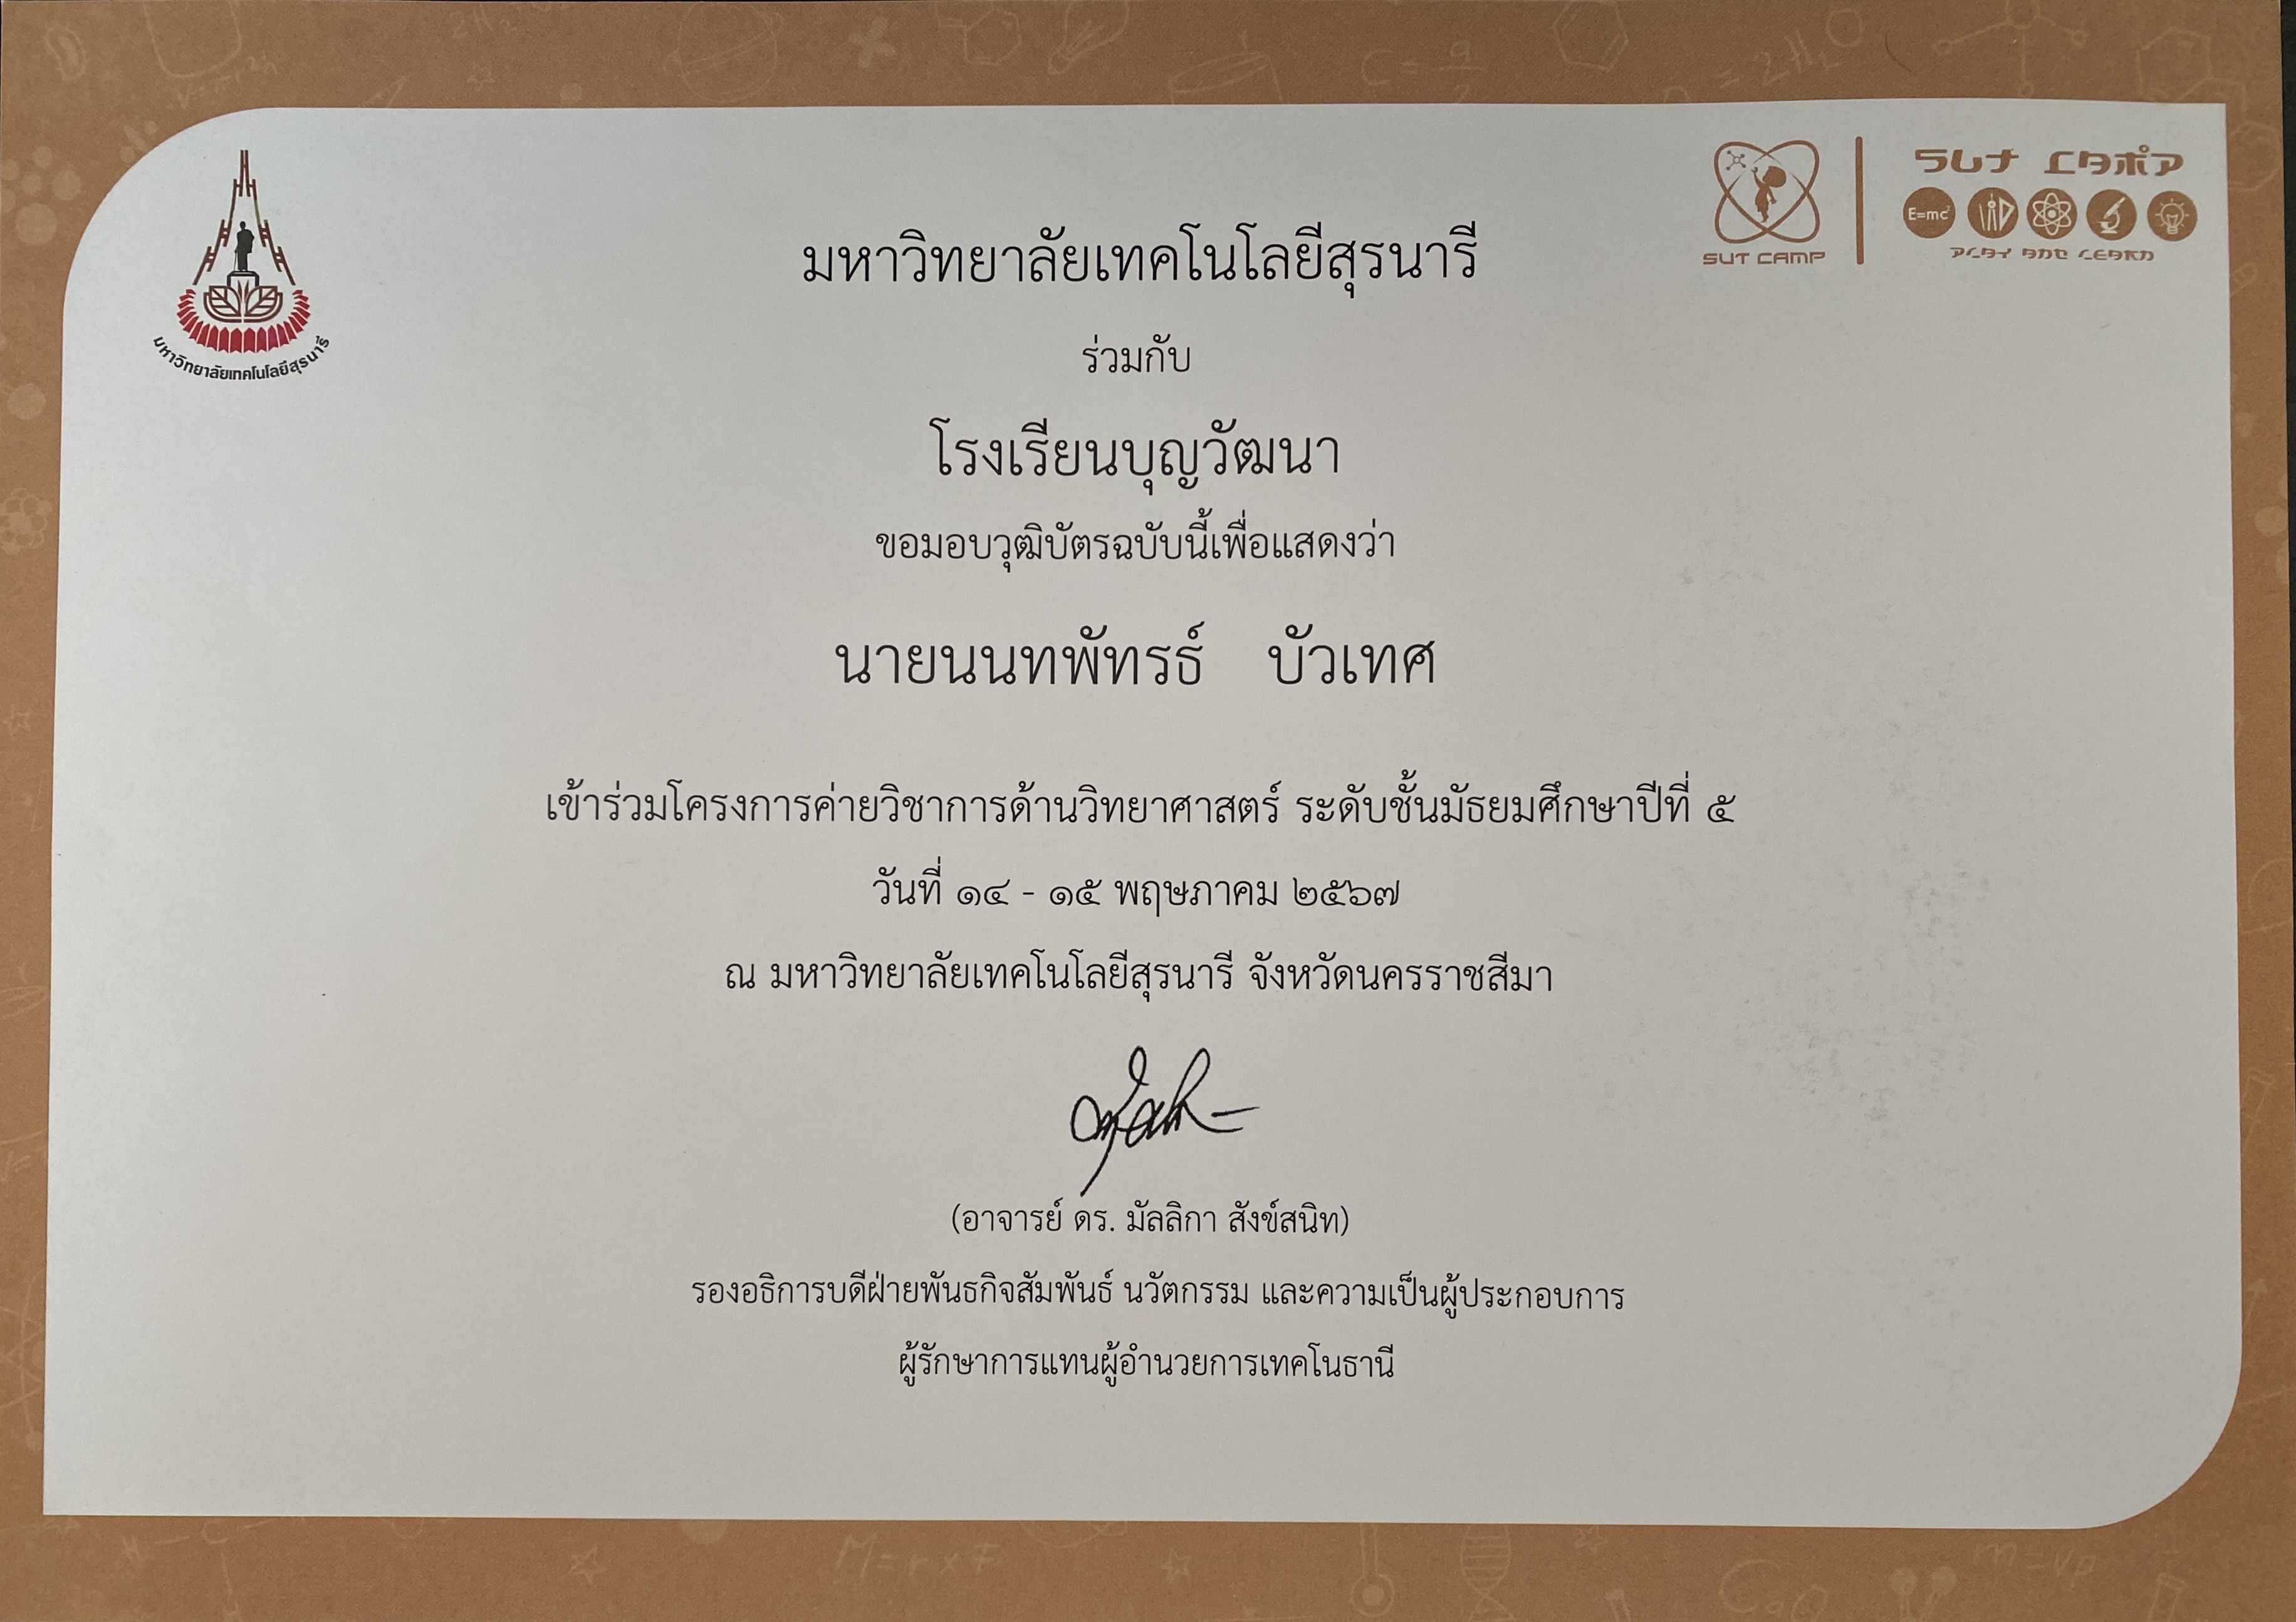 มหาวิทยาลัยเทคโนโลยีสุรนารี
SUT CAMP
E=mc²
PLAY AND LEARN
มหาวิทยาลัยเทคโนโลยีสุรนารี
ร่วมกับ
โรงเรียนบุญวัฒนา
ขอมอบวุฒิบัตรฉบับนี้เพื่อแสดงว่า
นายนนทพัทรธ์ บัวเทศ
เข้าร่วมโครงการค่ายวิชาการด้านวิทยาศาสตร์ ระดับชั้นมัธยมศึกษาปีที่ ๕
วันที่ ๑๔ - ๑๕ พฤษภาคม ๒๕๖๗
ณ มหาวิทยาลัยเทคโนโลยีสุรนารี จังหวัดนครราชสีมา
(อาจารย์ ดร. มัลลิกา สังข์สนิท)
รองอธิการบดีฝ่ายพันธกิจสัมพันธ์ นวัตกรรม และความเป็นผู้ประกอบการ
ผู้รักษาการแทนผู้อำนวยการเทคโนธานี
M=rxF
m=vp